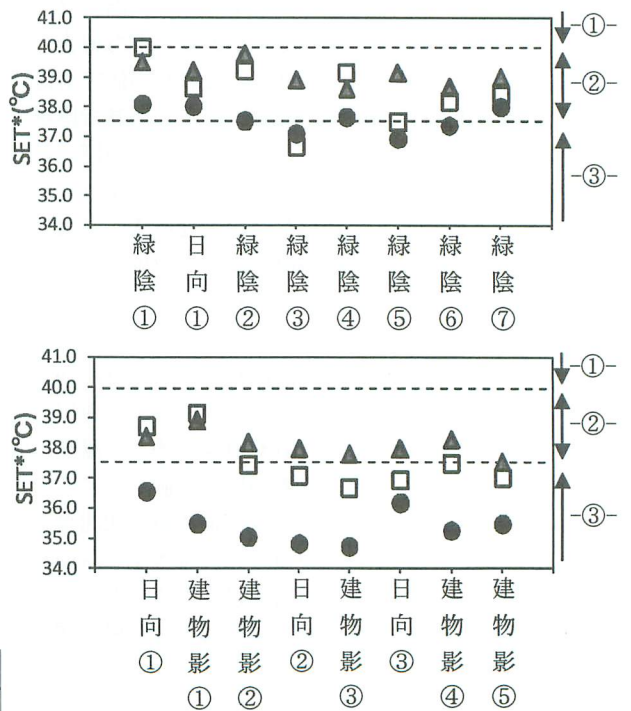 SET*(℃)
41.0
40.0
39.0
38.0
37.0
36.0
35.0
34.0
-①-
-②-
-③-
緑陰①
日向①
緑陰②
緑陰③
緑陰④
緑陰⑤
緑陰⑥
緑陰⑦
SET*(℃)
41.0
40.0
39.0
38.0
37.0
36.0
35.0
34.0
-①-
-②-
-③-
日向①
建物影①
建物影②
日向②
建物影③
日向③
建物影④
建物影⑤